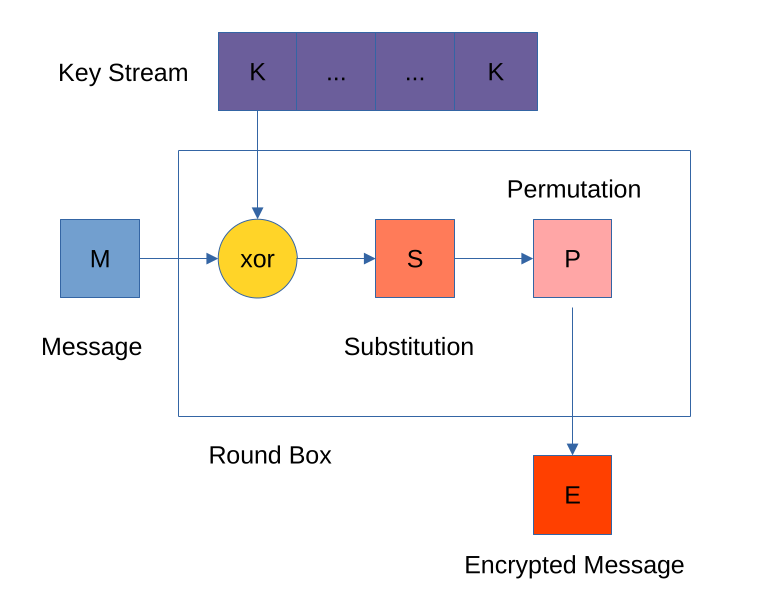 Key Stream
K ... ... K
Permutation
M xor S P
Message
Substitution
Round Box
E
Encrypted Message